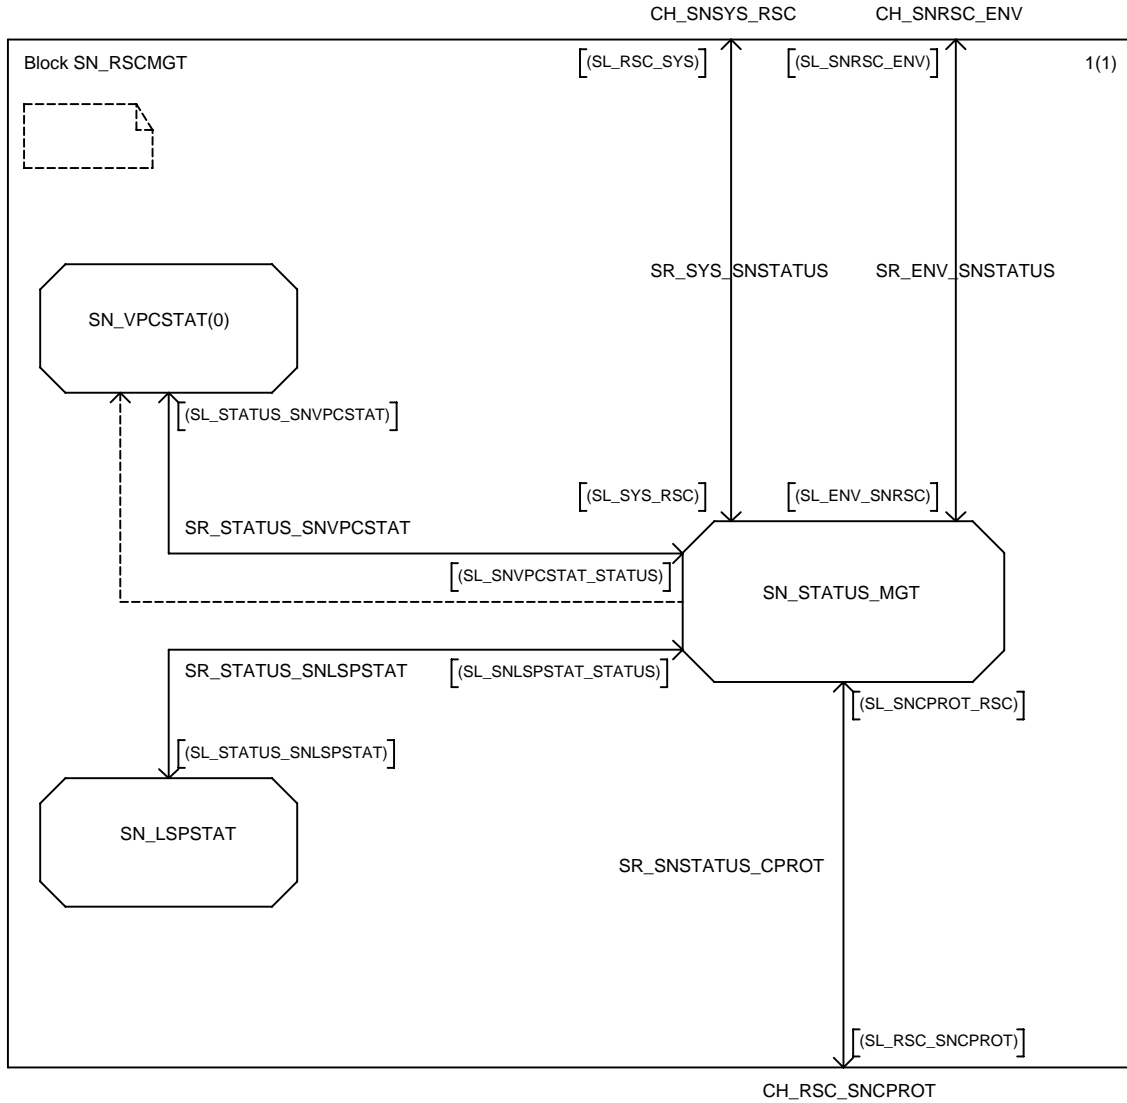 CH_SNSYS_RSC
CH_SNRSC_ENV
Block SN_RSCMGT
(SL_RSC_SYS)
(SL_SNRSC_ENV)
1(1)
SR_SYS_SNSTATUS
SR_ENV_SNSTATUS
SN_VPCSTAT(0)
(SL_STATUS_SNVPCSTAT)
(SL_SYS_RSC)
(SL_ENV_SNRSC)
SR_STATUS_SNVPCSTAT
(SL_SNVPCSTAT_STATUS)
SN_STATUS_MGT
SR_STATUS_SNLSPSTAT
(SL_SNLSPSTAT_STATUS)
(SL_SNCPROT_RSC)
(SL_STATUS_SNLSPSTAT)
SN_LSPSTAT
SR_SNSTATUS_CPROT
(SL_RSC_SNCPROT)
CH_RSC_SNCPROT